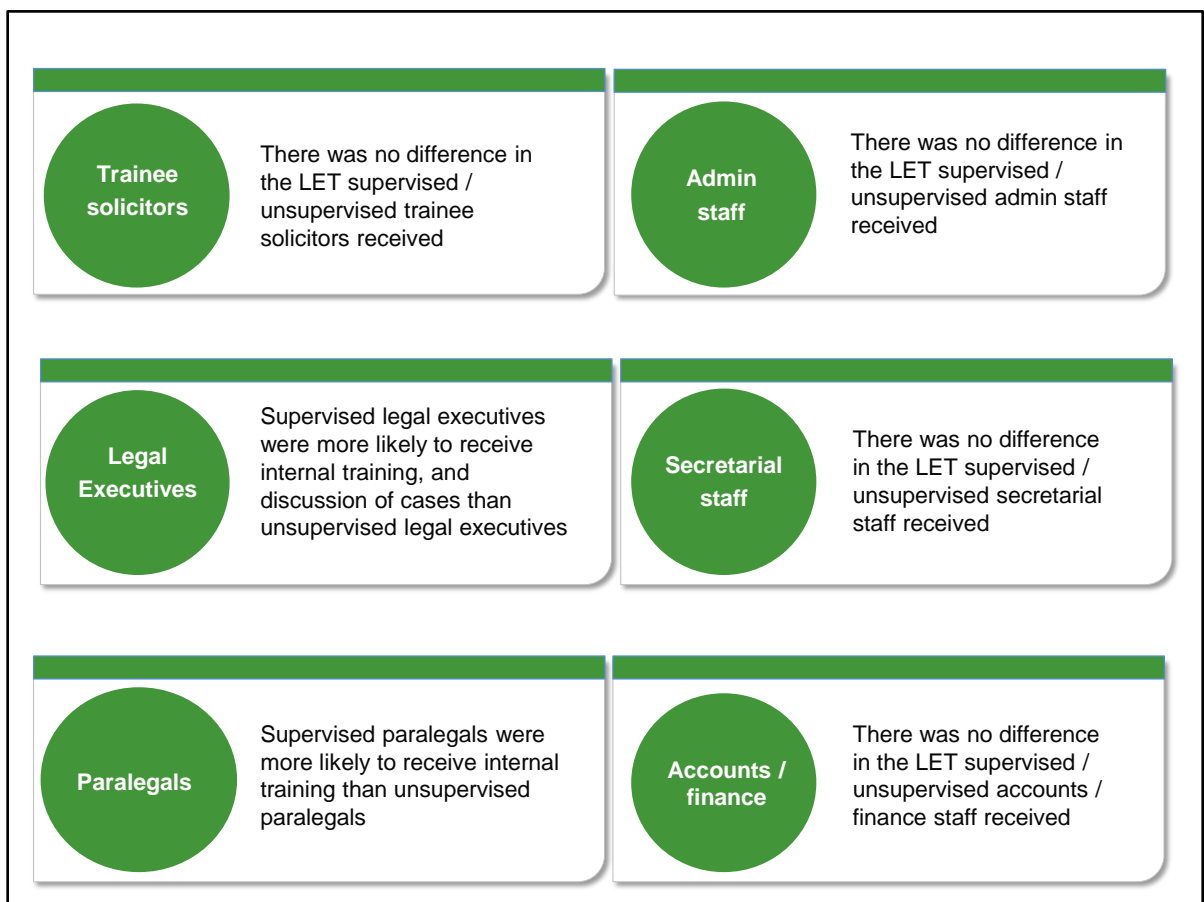 Trainee
solicitors
There was no difference in
the LET supervised /
unsupervised trainee
solicitors received
Admin
staff
There was no difference in
the LET supervised /
unsupervised admin staff
received
Legal
Executives
Supervised legal executives
were more likely to receive
internal training, and
discussion of cases than
unsupervised legal executives
Secretarial
staff
There was no difference
in the LET supervised /
unsupervised secretarial
staff received
Paralegals
Supervised paralegals were
more likely to receive internal
training than unsupervised
paralegals
Accounts /
finance
There was no difference
in the LET supervised /
unsupervised accounts /
finance staff received